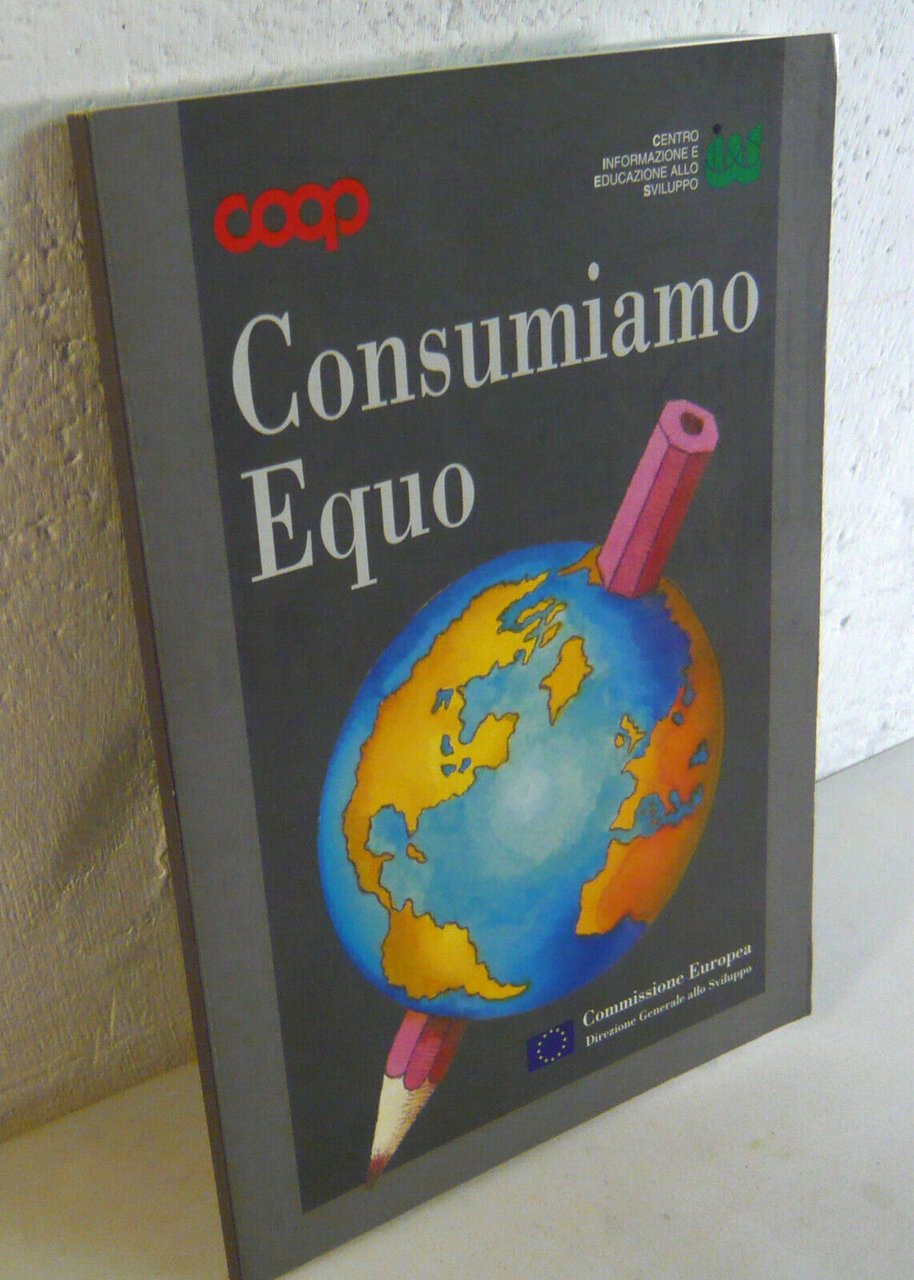 coop
CENTRO
INFORMAZIONE E
EDUCAZIONE ALLO
SVILUPPO
Consumiamo
Equo
Commissione Europea
Direzione Generale allo Sviluppo